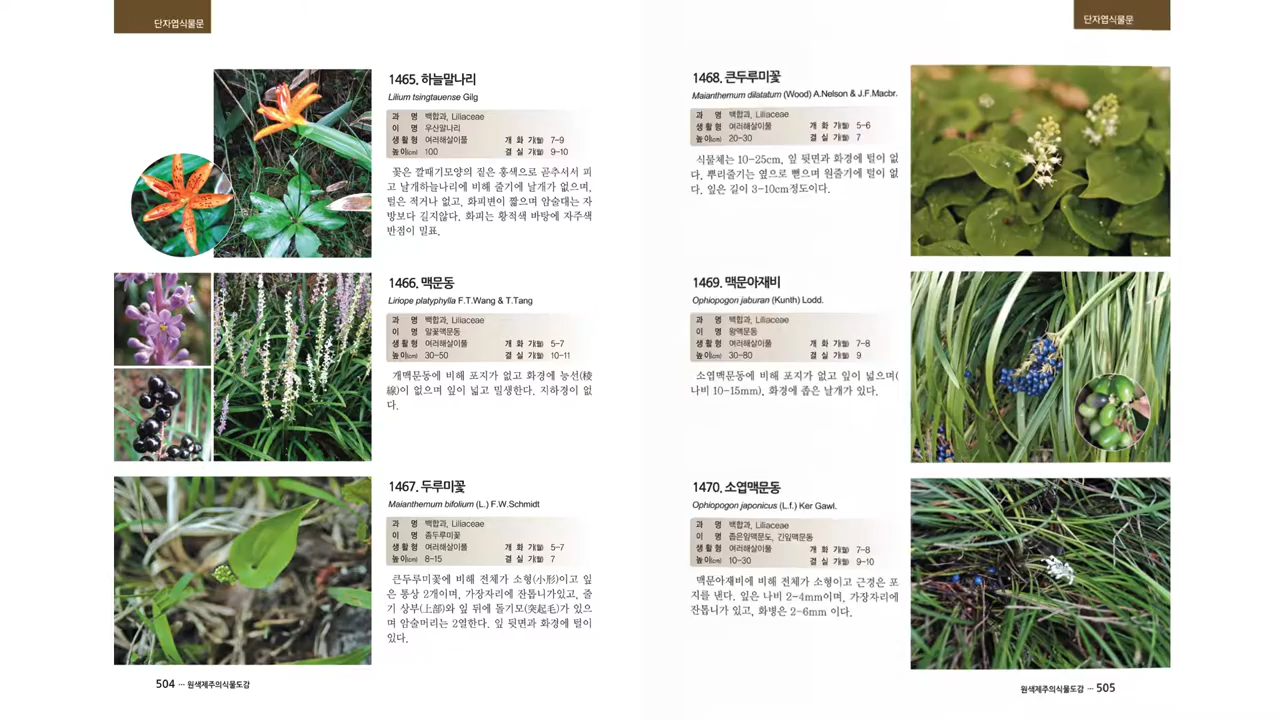 단자엽식물문
1465. 하늘말나리
Lilium tsingtauense Gilg
과 명 백합과, Liliaceae
이 명 우산말나리
생 활 형 여러해살이풀 개 화 기(월) 7-9
높 이(cm) 100 결 실 기(월) 9-10
꽃은 깔때기모양의 짙은 홍색으로 곧추서서 피
고 날개하늘나리에 비해 줄기에 날개가 없으며,
털은 적거나 없고, 화피면이 짧으며 암술대는 자
방보다 길지않다. 화피는 황적색 바탕에 자주색
반점이 밀표.
1466. 맥문동
Liriope platyphylla F.T.Wang & T.Tang
과 명 백합과, Liliaceae
이 명 알꽃맥문동
생 활 형 여러해살이풀 개 화 기(월) 5-7
높 이(cm) 30-50 결 실 기(월) 10-11
개맥문동에 비해 포지가 없고 화경에 능선(稜
線)이 없으며 잎이 넓고 밀생한다. 지하경이 없
다.
1467. 두루미꽃
Maianthemum bifolium (L.) F.W.Schmidt
과 명 백합과, Liliaceae
이 명 좀두루미꽃
생 활 형 여러해살이풀 개 화 기(월) 5-7
높 이(cm) 8-15 결 실 기(월) 7
큰두루미꽃에 비해 전체가 소형(小形)이고 잎
은 통상 2개이며, 가장자리에 잔톱니가있고, 줄
기 상부(上部)와 잎 뒤에 돌기모(突起毛)가 있으
며 암술머리는 2열한다. 잎 뒷면과 화경에 털이
있다.
504 ··· 원색제주의식물도감
단자엽식물문
1468. 큰두루미꽃
Maianthemum dilatatum (Wood) A.Nelson & J.F.Macbr.
과 명 백합과, Liliaceae
생 활 형 여러해살이풀 개 화 기(월) 5-6
높 이(cm) 20-30 결 실 기(월) 7
식물체는 10-25cm, 잎 뒷면과 화경에 털이 없
다. 뿌리줄기는 옆으로 뻗으며 원줄기에 털이 없
다. 잎은 길이 3-10cm정도이다.
1469. 맥문아재비
Ophiopogon jaburan (Kunth) Lodd.
과 명 백합과, Liliaceae
이 명 왕맥문동
생 활 형 여러해살이풀 개 화 기(월) 7-8
높 이(cm) 30-80 결 실 기(월) 9
소엽맥문동에 비해 포지가 없고 잎이 넓으며(
나비 10-15mm), 화경에 좁은 날개가 있다.
1470. 소엽맥문동
Ophiopogon japonicus (L.f.) Ker Gawl.
과 명 백합과, Liliaceae
이 명 좁은잎맥문도, 긴잎맥문동
생 활 형 여러해살이풀 개 화 기(월) 7-8
높 이(cm) 10-30 결 실 기(월) 9-10
맥문아재비에 비해 전체가 소형이고 근경은 포
지를 낸다. 잎은 나비 2-4mm이며, 가장자리에
잔톱니가 있고, 화병은 2-6mm 이다.
원색제주의식물도감 ··· 505